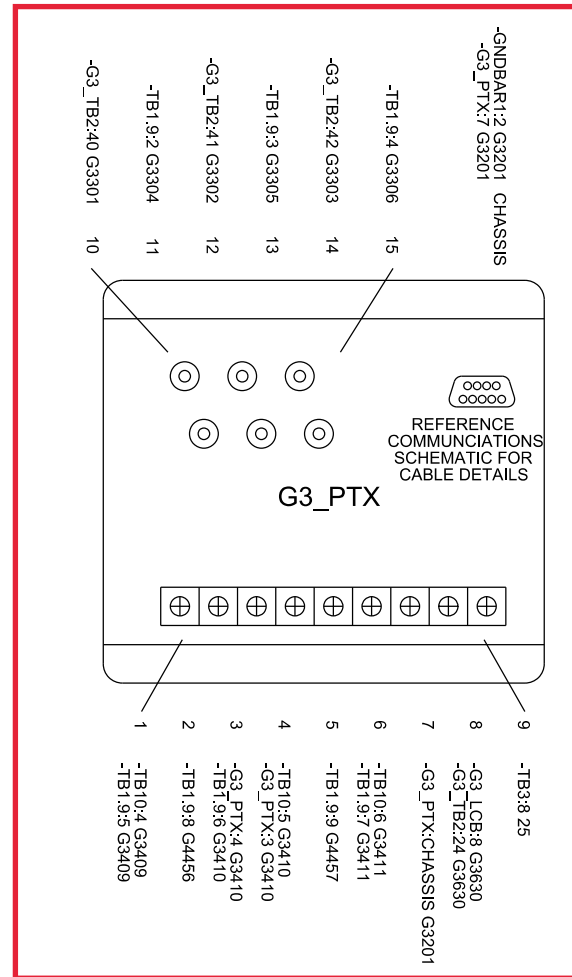 -G3_TB2:40 G3301 10
-TB1.9:2 G3304 11
-G3_TB2:41 G3302 12
-TB1.9:3 G3305 13
-G3_TB2:42 G3303 14
-TB1.9:4 G3306 15
-GNDBAR1:2 G3201 CHASSIS
-G3_PTX:7 G3201
REFERENCE
COMMUNCIATIONS
SCHEMATIC FOR
CABLE DETAILS
G3_PTX
1 -TB10:4 G3409
-TB1.9:5 G3409
2 -TB1.9:8 G4456
3 -G3_PTX:4 G3410
-TB1.9:6 G3410
4 -TB10:5 G3410
-G3_PTX:3 G3410
5 -TB1.9:9 G4457
6 -TB10:6 G3411
-TB1.9:7 G3411
7 -G3_PTX:CHASSIS G3201
8 -G3_LCB:8 G3630
-G3_TB2:24 G3630
9 -TB3:8 25